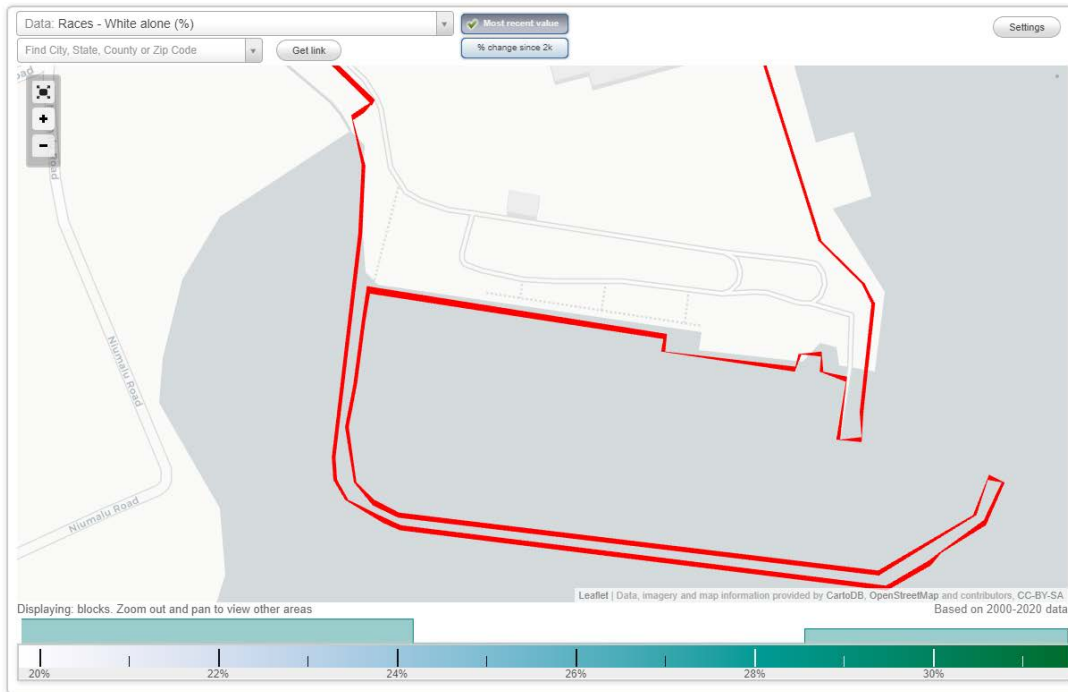 Data: Races - White alone (%)
Most recent value
Settings
Find City, State, County or Zip Code
Get link
% change since 2k
Road
+
Road
-
Niumalu Road
Niumalu Road
Leaflet | Data, imagery and map information provided by CartoDB, OpenStreetMap and contributors, CC-BY-SA
Displaying: blocks. Zoom out and pan to view other areas
Based on 2000-2020 data
20% 22% 24% 26% 28% 30%